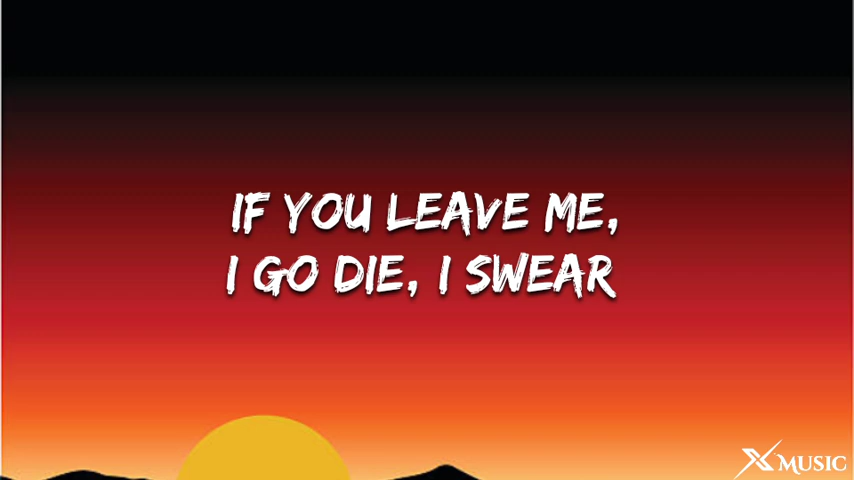 IF YOU LEAVE ME,
I GO DIE, I SWEAR
X MUSIC